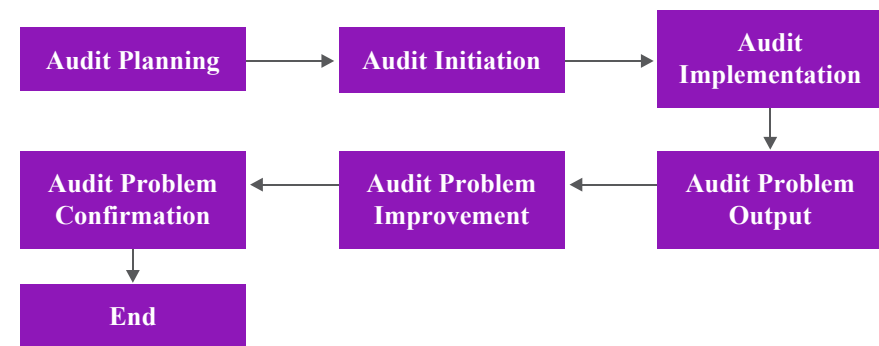 Audit Planning
Audit Initiation
Audit
Implementation
Audit Problem
Output
Audit Problem
Improvement
Audit Problem
Confirmation
End